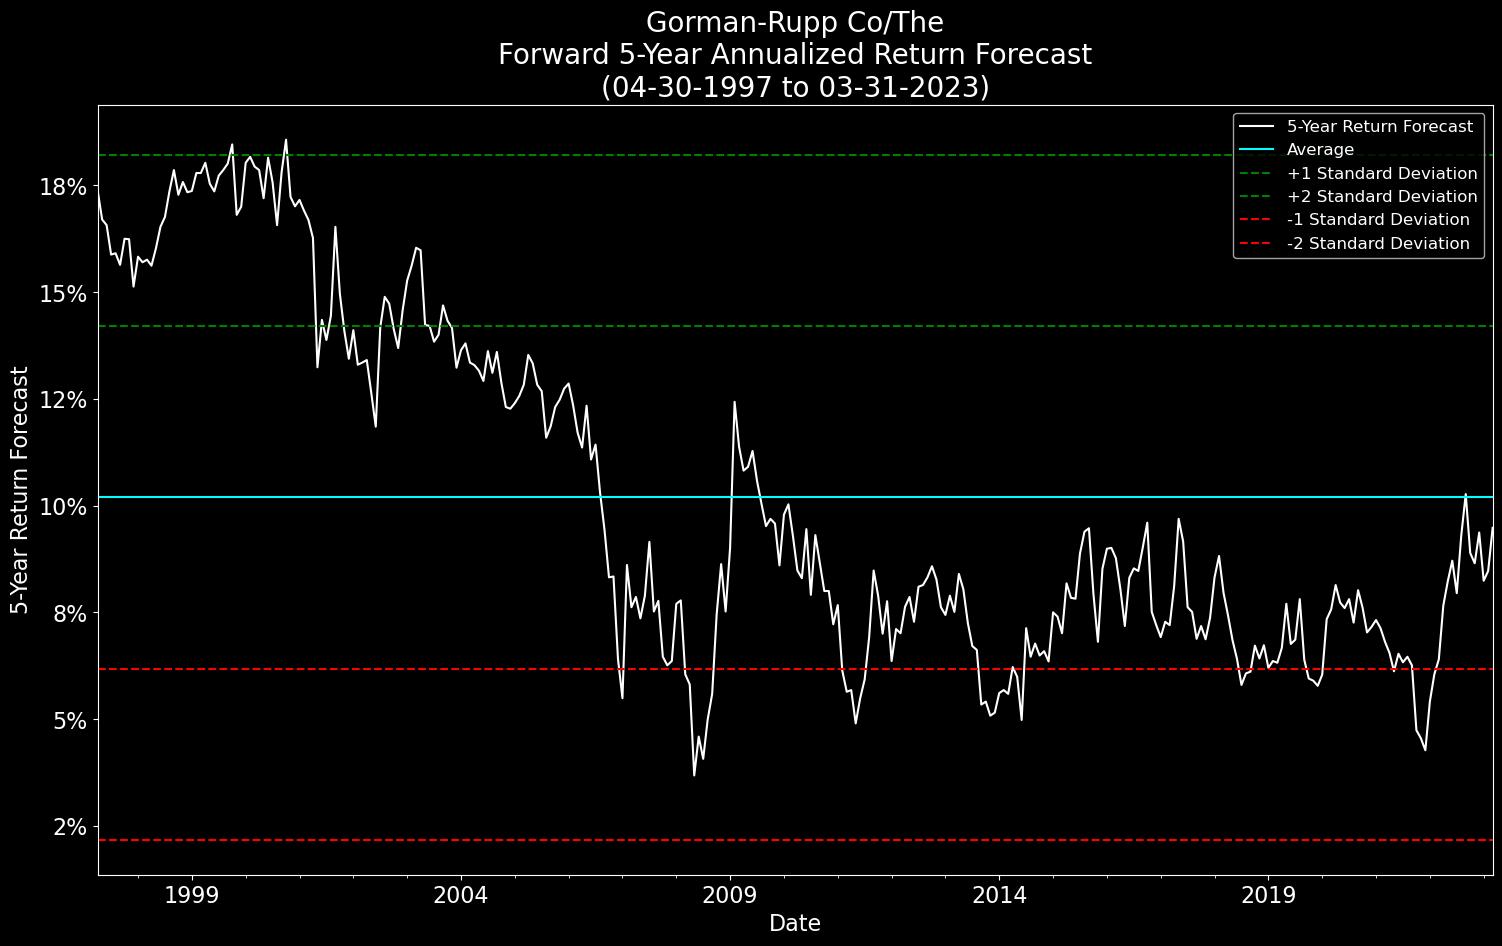 Gorman-Rupp Co/The
Forward 5-Year Annualized Return Forecast
(04-30-1997 to 03-31-2023)
5-Year Return Forecast
Average
+1 Standard Deviation
+2 Standard Deviation
-1 Standard Deviation
-2 Standard Deviation
18%
15%
12%
10%
8%
5%
2%
5-Year Return Forecast
1999
2004
2009
2014
2019
Date